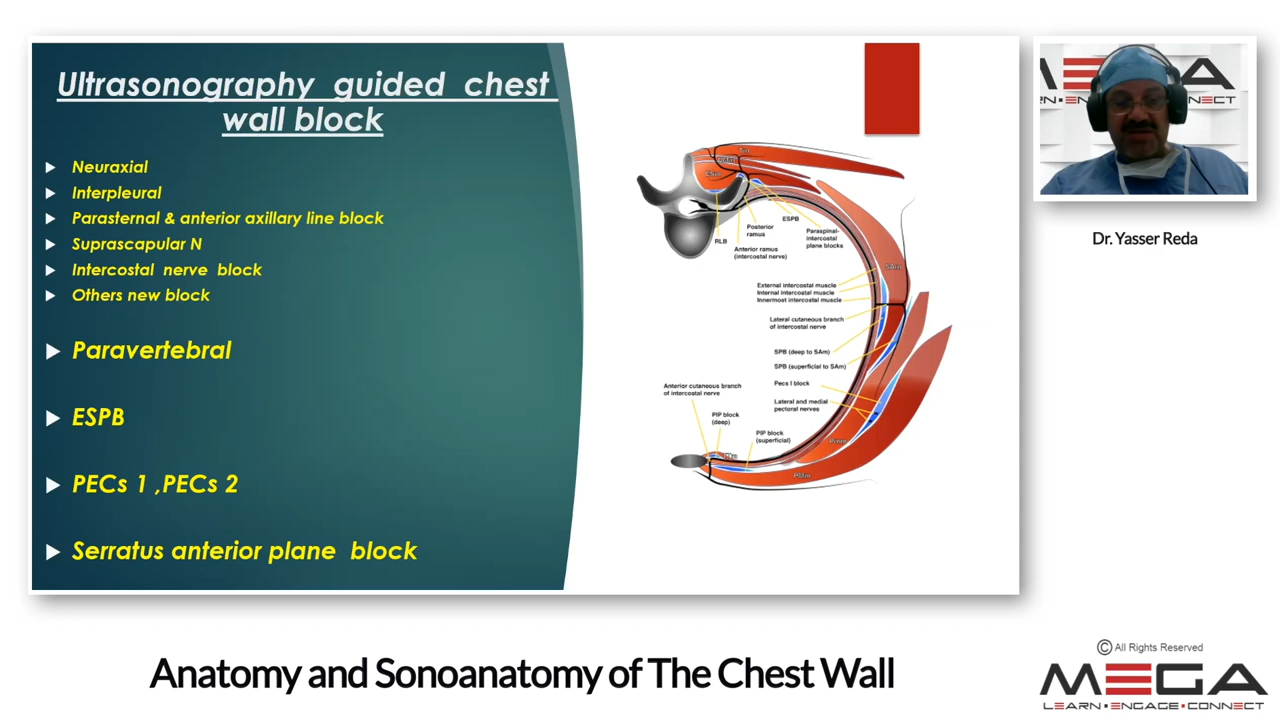 Ultrasonography guided chest
wall block
Neuraxial
Interpleural
Parasternal & anterior axillary line block
Suprascapular N
Intercostal nerve block
Others new block
Paravertebral
ESPB
PECs 1 ,PECs 2
Serratus anterior plane block
RLB
Posterior
ramus
Anterior ramus
(intercostal nerve)
ESPB
Paraspinal-
intercostal
plane blocks
External intercostal muscle
Internal intercostal muscle
Innermost intercostal muscle
Lateral cutaneous branch
of intercostal nerve
SPB (deep to SAm)
SPB (superficial to SAm)
Pecs I block
Lateral and medial
pectoral nerves
Anterior cutaneous branch
of intercostal nerve
PIP block
(deep)
PIP block
(superficial)
SAm
PMm
Dr. Yasser Reda
Anatomy and Sonoanatomy of The Chest Wall
© All Rights Reserved
MEGA
LEARN•ENGAGE•CONNECT